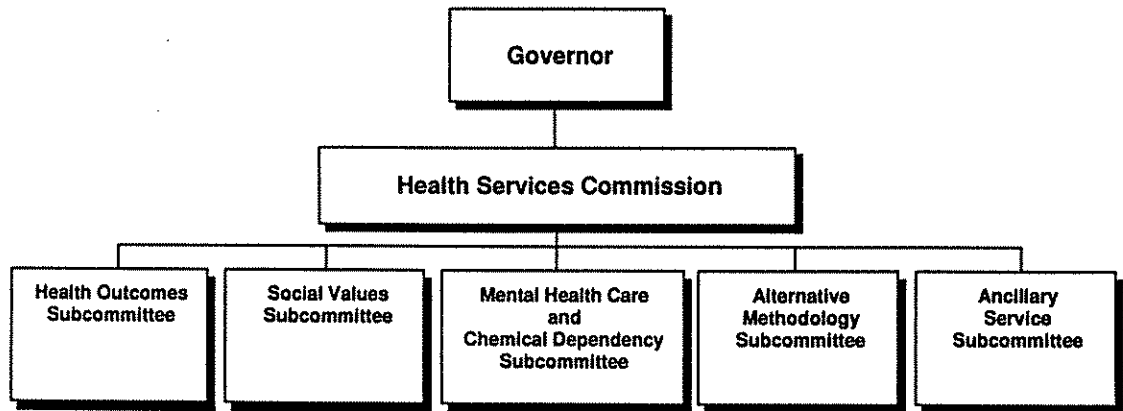 Governor
Health Services Commission
Health Outcomes
Subcommittee
Social Values
Subcommittee
Mental Health Care
and
Chemical Dependency
Subcommittee
Alternative
Methodology
Subcommittee
Ancillary
Service
Subcommittee